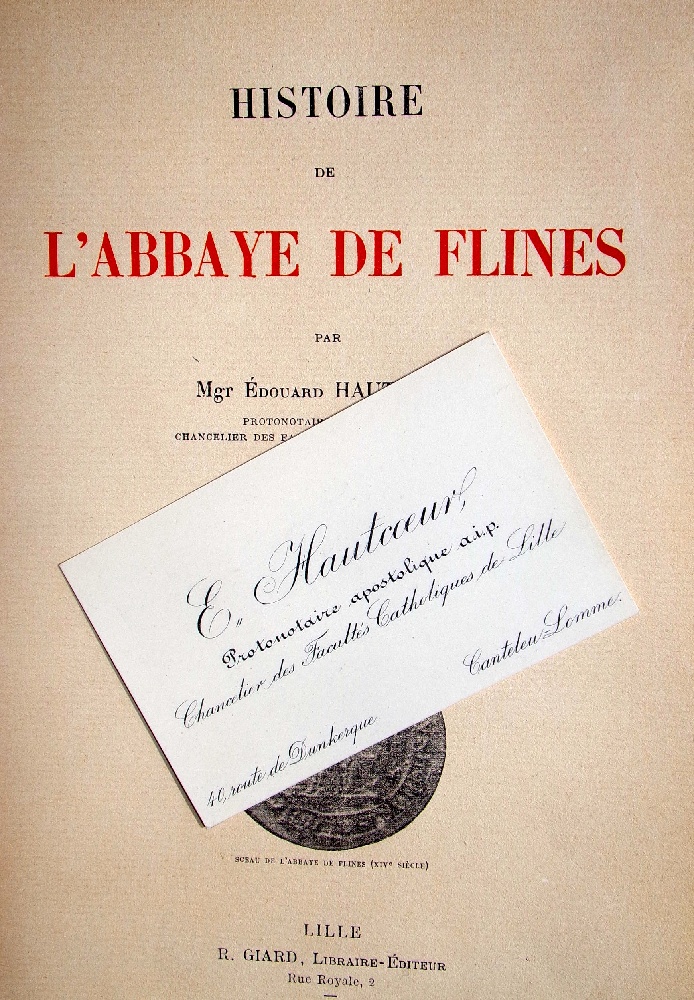 HISTOIRE
DE
L'ABBAYE DE FLINES
PAR
Mgr ÉDOUARD HAUT
PROTONOTAI
CHANCELIER DES FA
E. Hautcœur,
Protonotaire apostolique a.i.p.
Chancelier des Facultés Catholiques de Lille
40, route de Dunkerque
Canteleu-Lomme.
SCEAU DE L'ABBAYE DE FLINES (XIVe SIÈCLE)
LILLE
R. GIARD, LIBRAIRE-ÉDITEUR
Rue Royale, 2